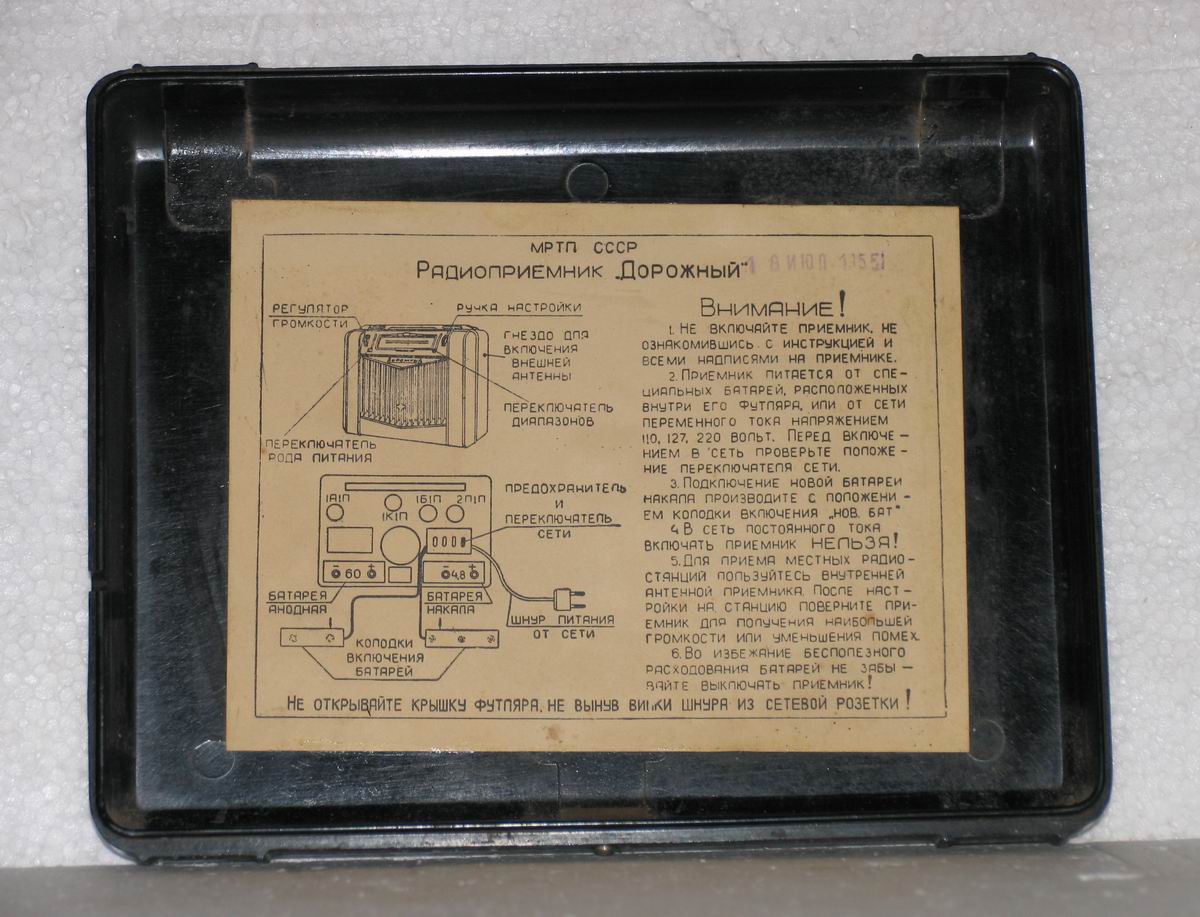 МРТП СССР
РАДИОПРИЕМНИК „ДОРОЖНЫЙ"
РЕГУЛЯТОР
ГРОМКОСТИ
РУЧКА НАСТРОЙКИ
ГНЕЗДО ДЛЯ
ВКЛЮЧЕНИЯ
ВНЕШНЕЙ
АНТЕННЫ
ПЕРЕКЛЮЧАТЕЛЬ
ДИАПАЗОНОВ
ПЕРЕКЛЮЧАТЕЛЬ
РОДА ПИТАНИЯ
1А1П
1К1П
1Б1П
2П1П
ПРЕДОХРАНИТЕЛЬ
И
ПЕРЕКЛЮЧАТЕЛЬ
СЕТИ
- 60 +
- 4,8 +
БАТАРЕЯ
АНОДНАЯ
БАТАРЕЯ
НАКАЛА
ШНУР ПИТАНИЯ
ОТ СЕТИ
КОЛОДКИ
ВКЛЮЧЕНИЯ
БАТАРЕЙ
ВНИМАНИЕ!
1. НЕ ВКЛЮЧАЙТЕ ПРИЕМНИК, НЕ
ОЗНАКОМИВШИСЬ С ИНСТРУКЦИЕЙ И
ВСЕМИ НАДПИСЯМИ НА ПРИЕМНИКЕ.
2. ПРИЕМНИК ПИТАЕТСЯ ОТ СПЕ-
ЦИАЛЬНЫХ БАТАРЕЙ, РАСПОЛОЖЕННЫХ
ВНУТРИ ЕГО ФУТЛЯРА, ИЛИ ОТ СЕТИ
ПЕРЕМЕННОГО ТОКА НАПРЯЖЕНИЕМ
110, 127, 220 ВОЛЬТ. ПЕРЕД ВКЛЮЧЕ-
НИЕМ В СЕТЬ ПРОВЕРЬТЕ ПОЛОЖЕ-
НИЕ ПЕРЕКЛЮЧАТЕЛЯ СЕТИ.
3. ПОДКЛЮЧЕНИЕ НОВОЙ БАТАРЕИ
НАКАЛА ПРОИЗВОДИТЕ С ПОЛОЖЕНИ-
ЕМ КОЛОДКИ ВКЛЮЧЕНИЯ „НОВ. БАТ"
4. В СЕТЬ ПОСТОЯННОГО ТОКА
ВКЛЮЧАТЬ ПРИЕМНИК НЕЛЬЗЯ!
5. ДЛЯ ПРИЕМА МЕСТНЫХ РАДИО-
СТАНЦИЙ ПОЛЬЗУЙТЕСЬ ВНУТРЕННЕЙ
АНТЕННОЙ ПРИЕМНИКА. ПОСЛЕ НАСТ-
РОЙКИ НА СТАНЦИЮ ПОВЕРНИТЕ ПРИ-
ЕМНИК ДЛЯ ПОЛУЧЕНИЯ НАИБОЛЬШЕЙ
ГРОМКОСТИ ИЛИ УМЕНЬШЕНИЯ ПОМЕХ.
6. ВО ИЗБЕЖАНИЕ БЕСПОЛЕЗНОГО
РАСХОДОВАНИЯ БАТАРЕЙ НЕ ЗАБЫ-
ВАЙТЕ ВЫКЛЮЧАТЬ ПРИЕМНИК!
НЕ ОТКРЫВАЙТЕ КРЫШКУ ФУТЛЯРА, НЕ ВЫНУВ ВИЛКИ ШНУРА ИЗ СЕТЕВОЙ РОЗЕТКИ!